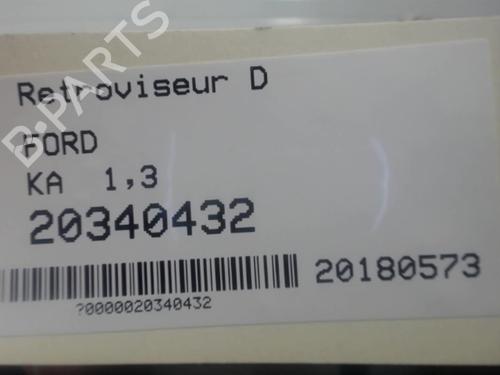 B-PARTS
Retroviseur D
FORD
KA 1,3
20340432
20180573
?0000020340432